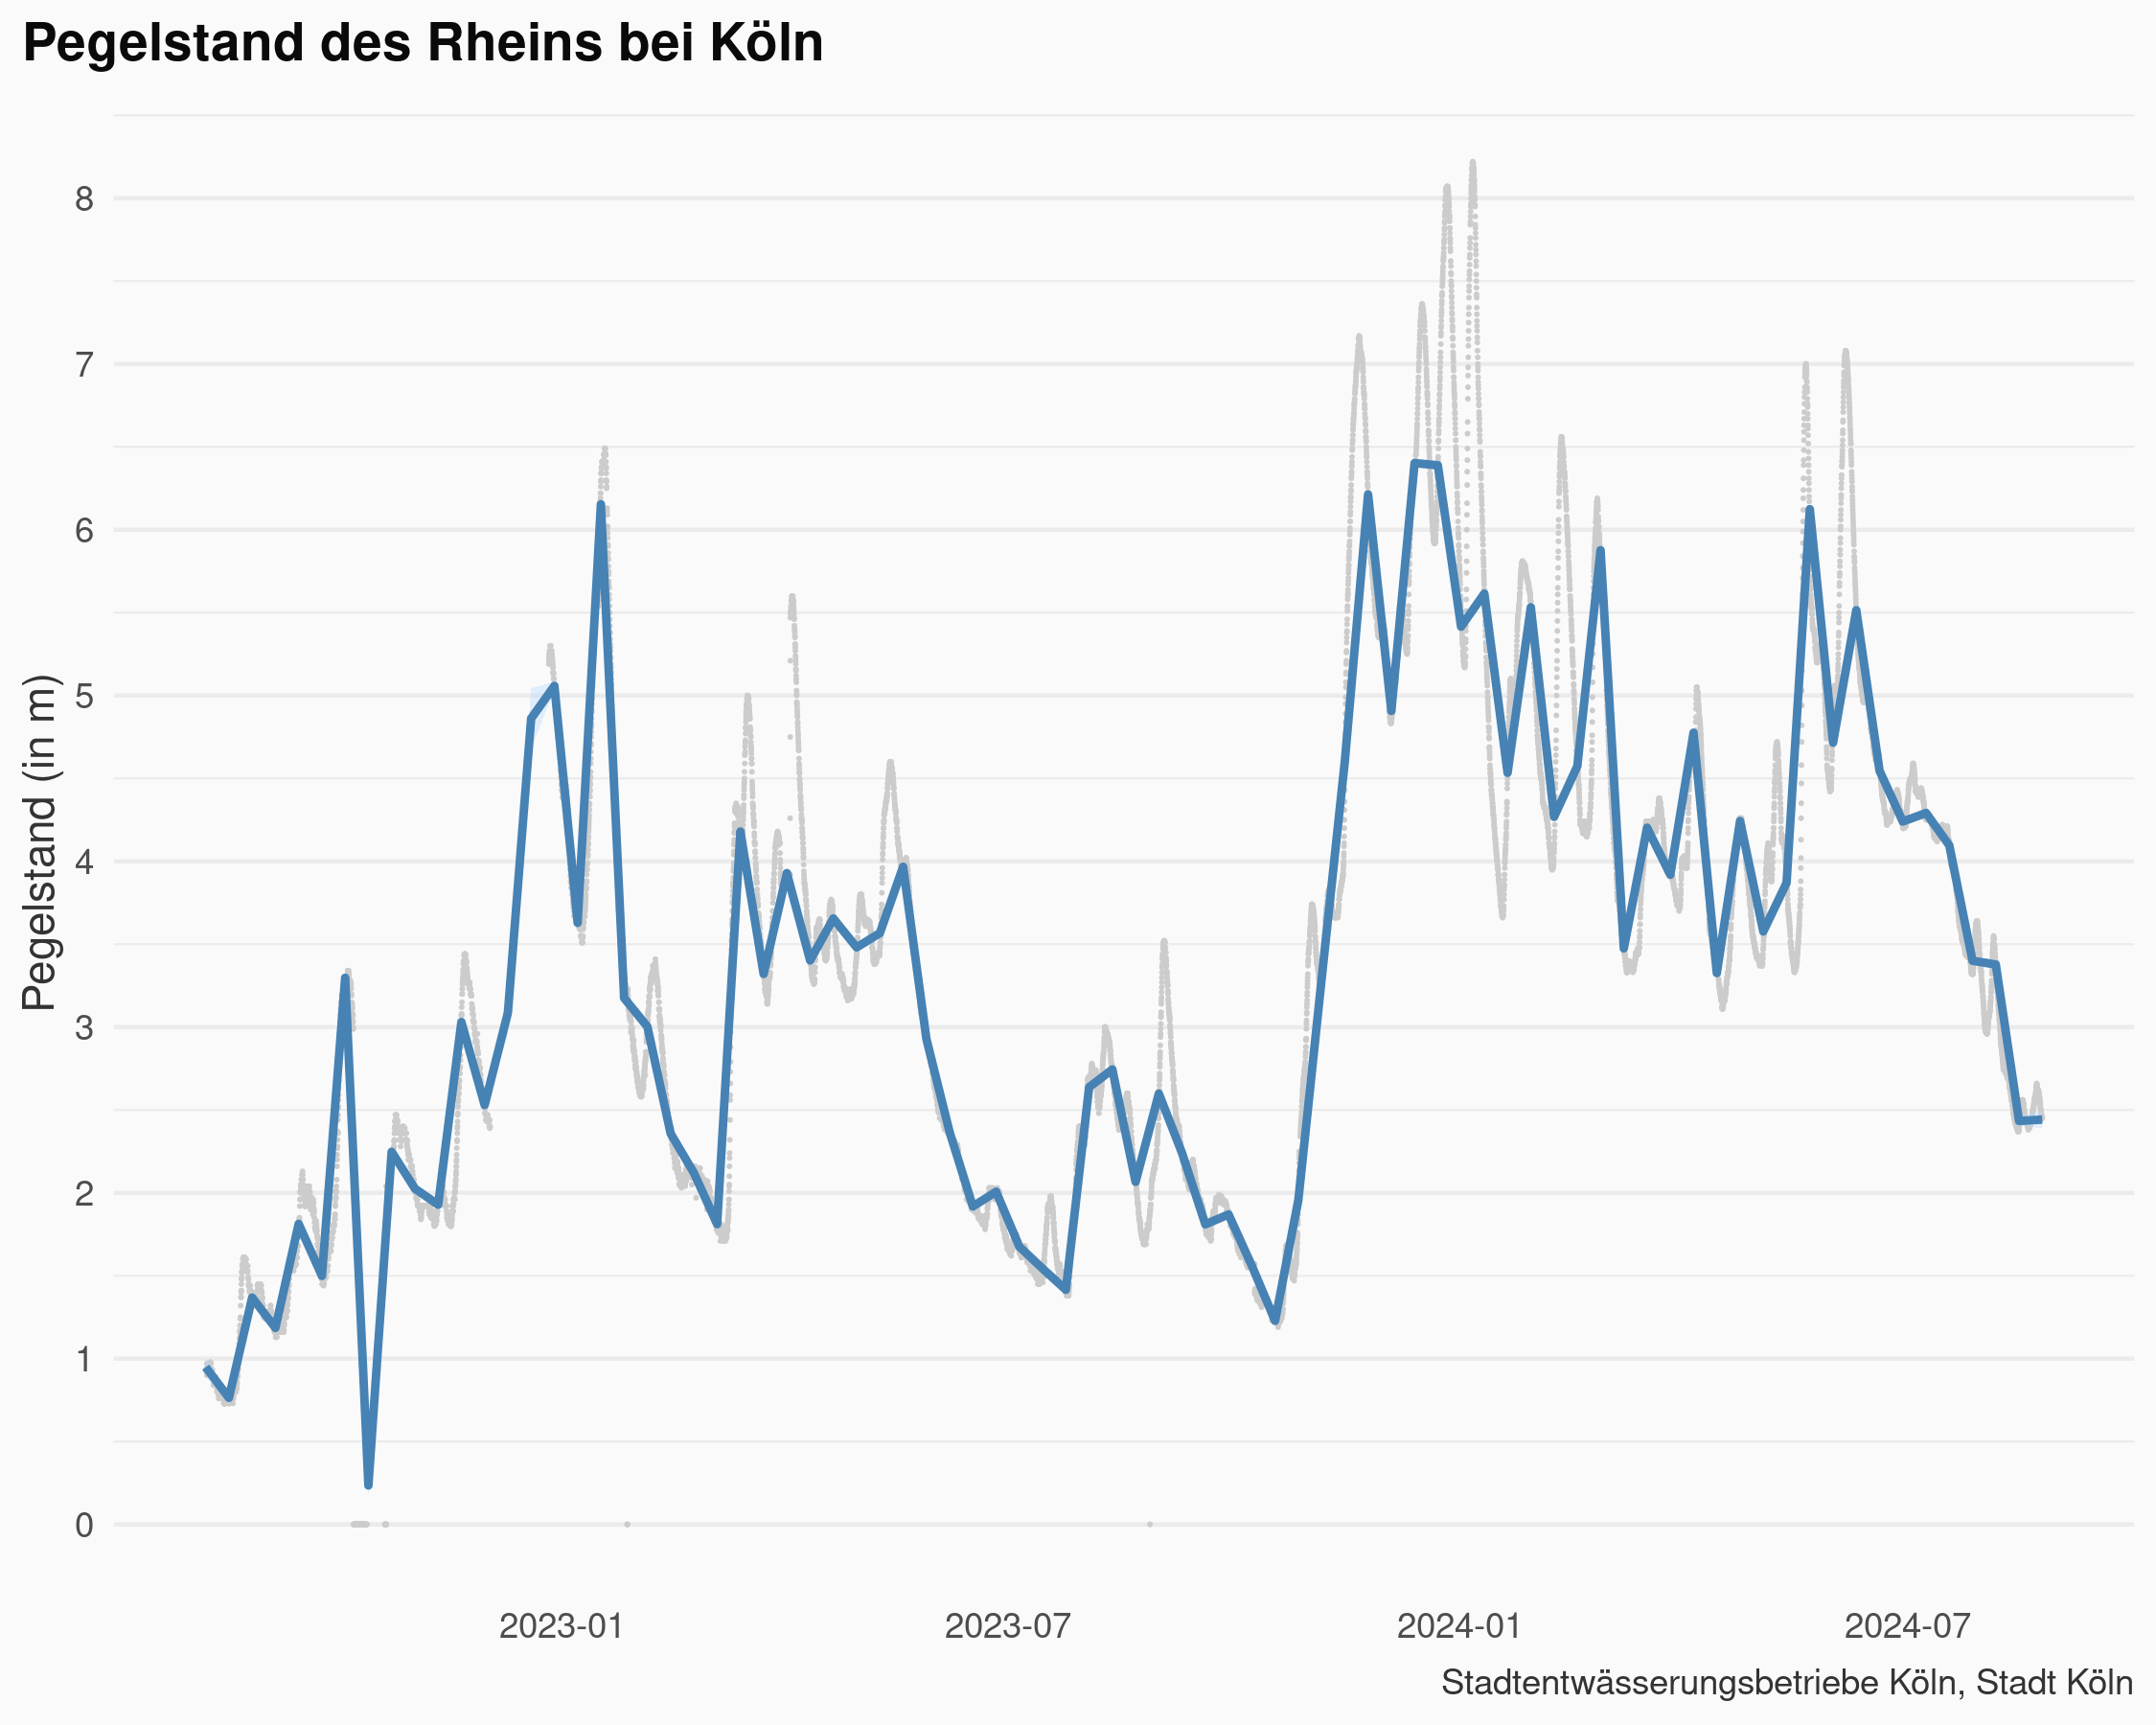 Pegelstand des Rheins bei Köln
Pegelstand (in m)
8
7
6
5
4
3
2
1
0
2023-01 2023-07 2024-01 2024-07
Stadtentwässerungsbetriebe Köln, Stadt Köln